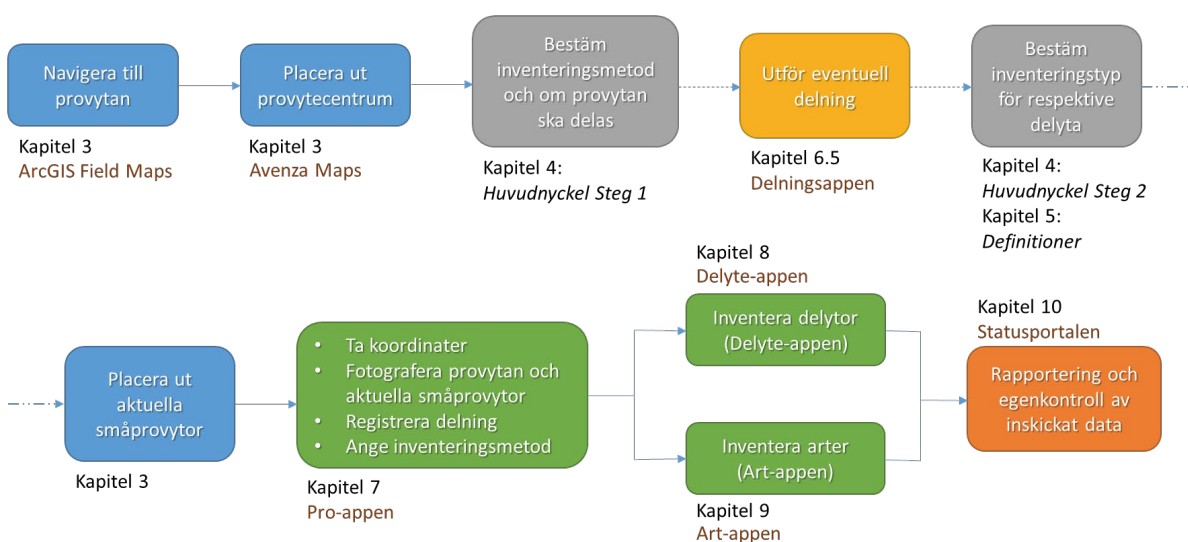 Navigera till
provytan
Kapitel 3
ArcGIS Field Maps
Placera ut
provytecentrum
Kapitel 3
Avenza Maps
Bestäm
inventeringsmetod
och om provytan
ska delas
Kapitel 4:
Huvudnyckel Steg 1
Utför eventuell
delning
Kapitel 6.5
Delningsappen
Bestäm
inventeringstyp
för respektive
delyta
Kapitel 4:
Huvudnyckel Steg 2
Kapitel 5:
Definitioner
Placera ut
aktuella
småprovytor
Kapitel 3
• Ta koordinater
• Fotografera provytan och
aktuella småprovytor
• Registrera delning
• Ange inventeringsmetod
Kapitel 7
Pro-appen
Kapitel 8
Delyte-appen
Inventera delytor
(Delyte-appen)
Inventera arter
(Art-appen)
Kapitel 9
Art-appen
Kapitel 10
Statusportalen
Rapportering och
egenkontroll av
inskickat data